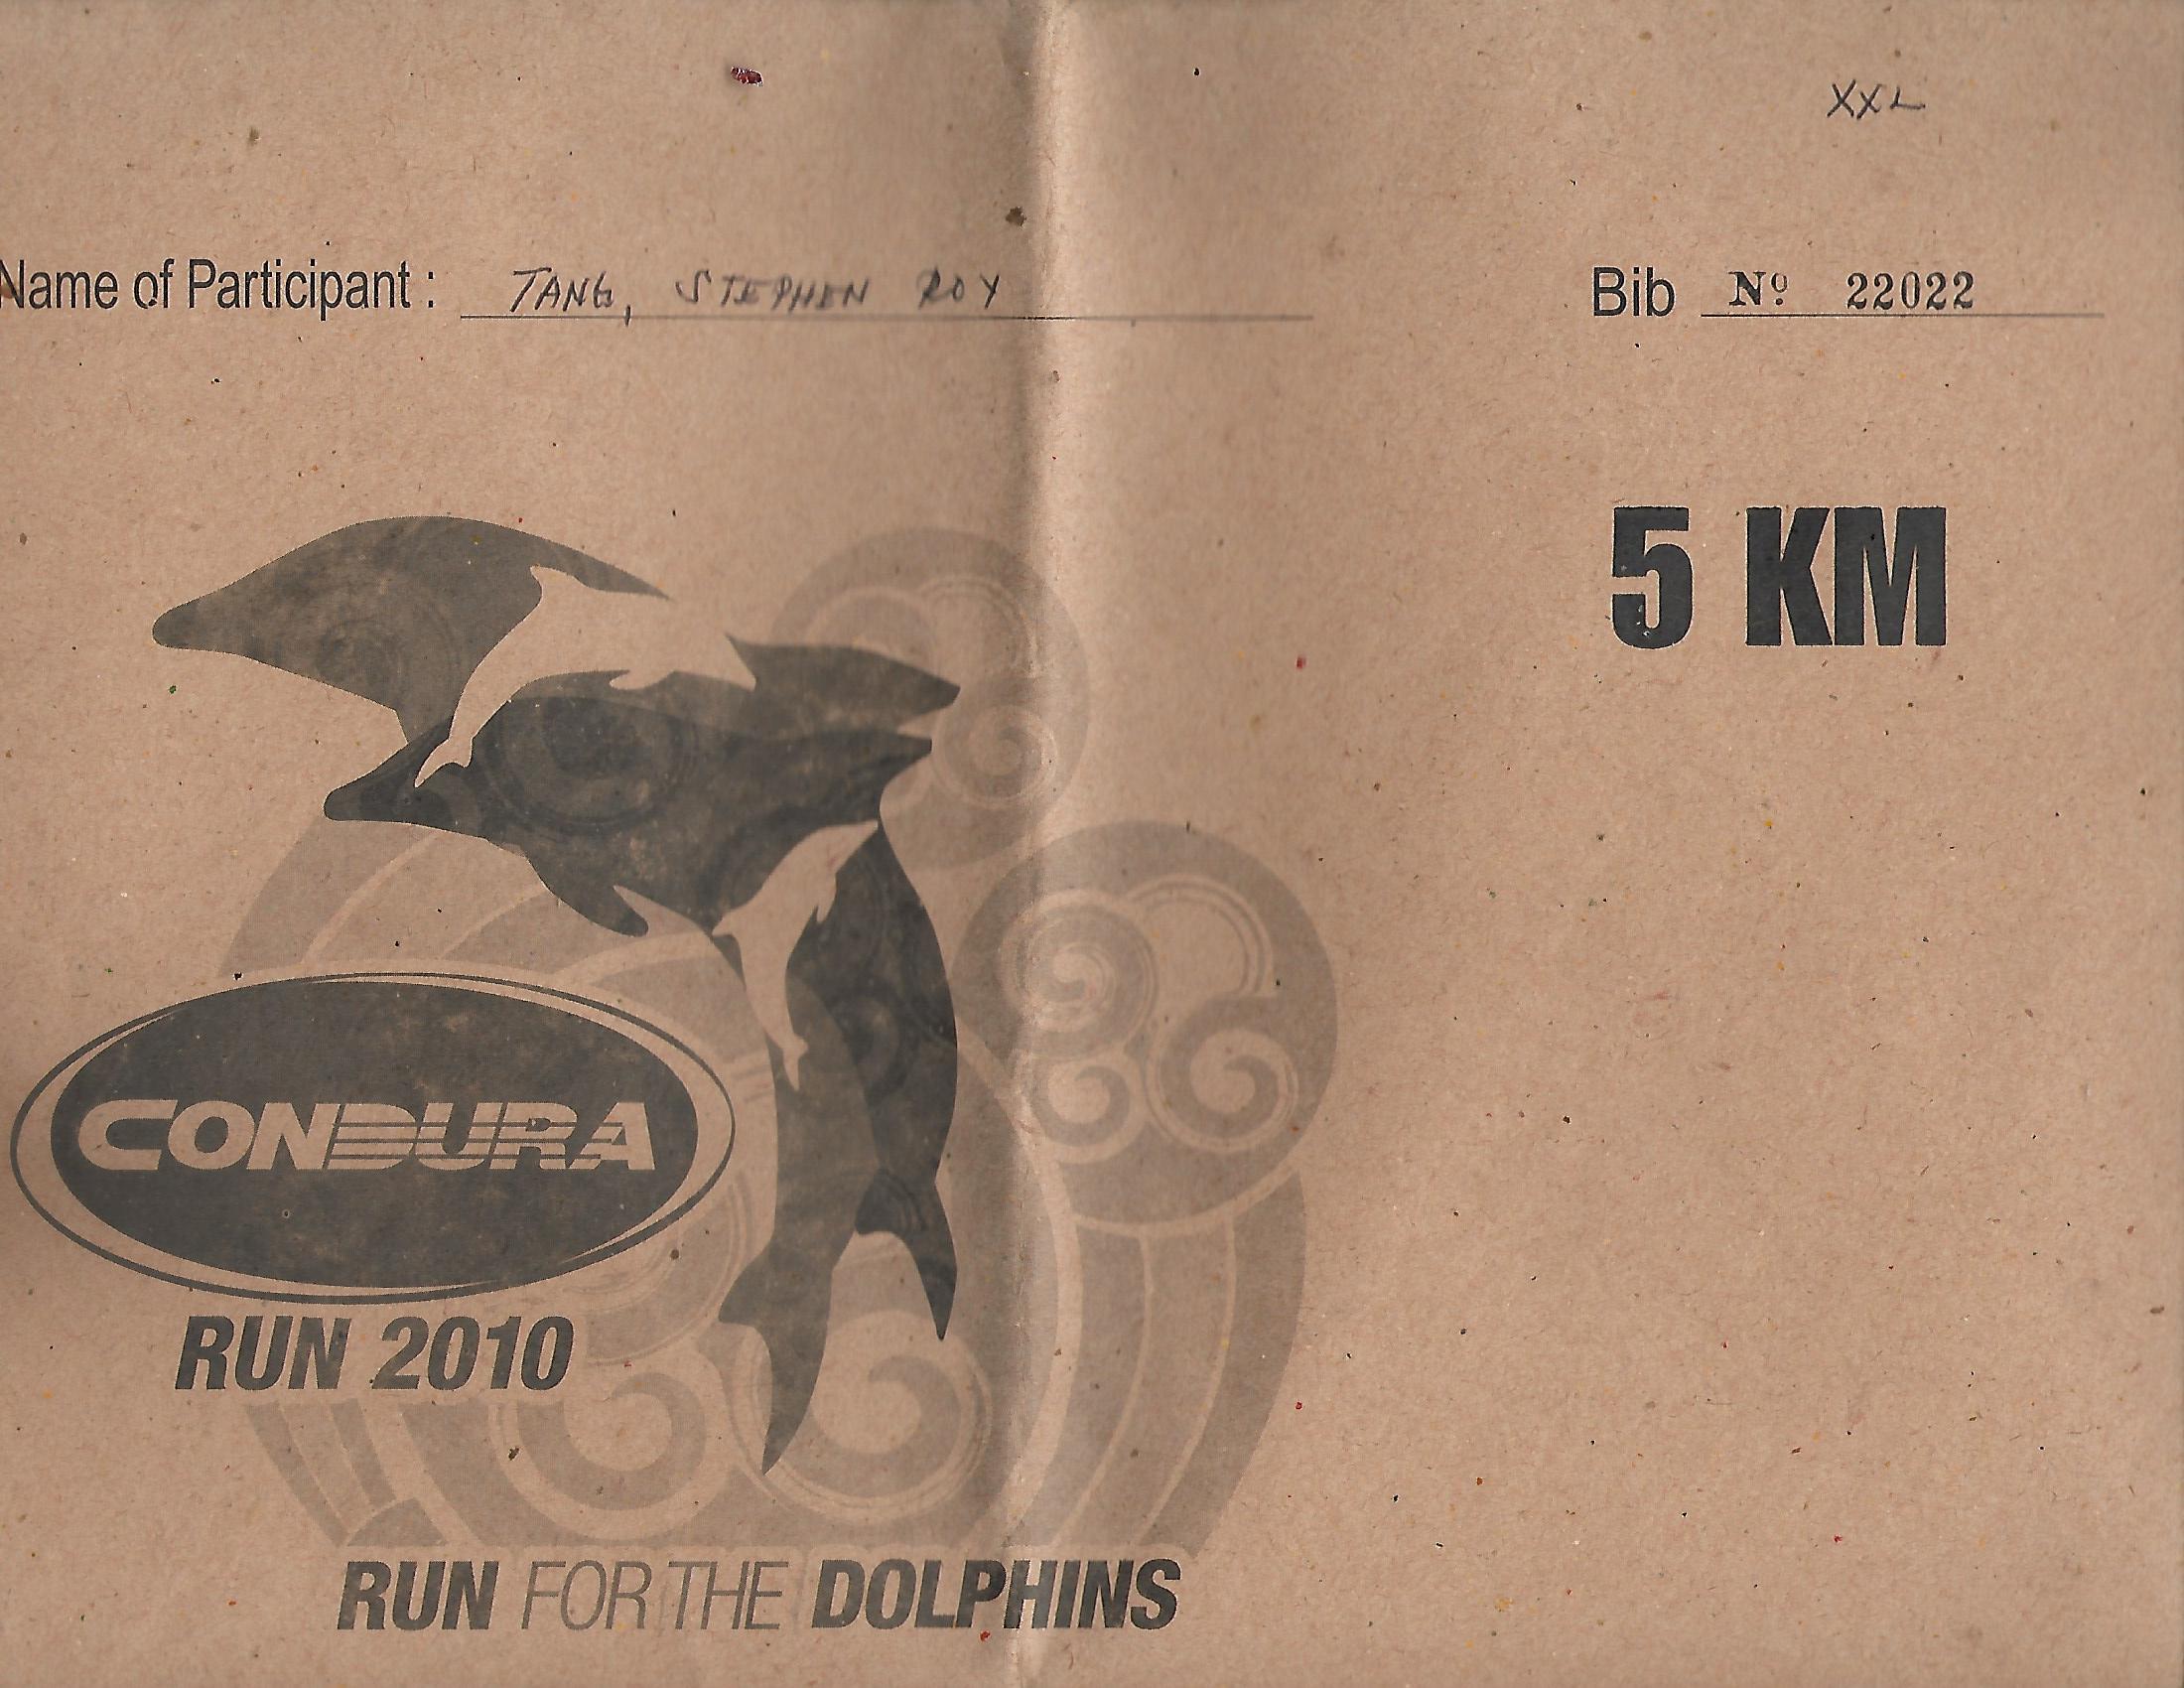 XXL
Name of Participant : TANG, STEPHEN ROY
Bib Nº 22022
5 KM
CONDURA
RUN 2010
RUN FOR THE DOLPHINS